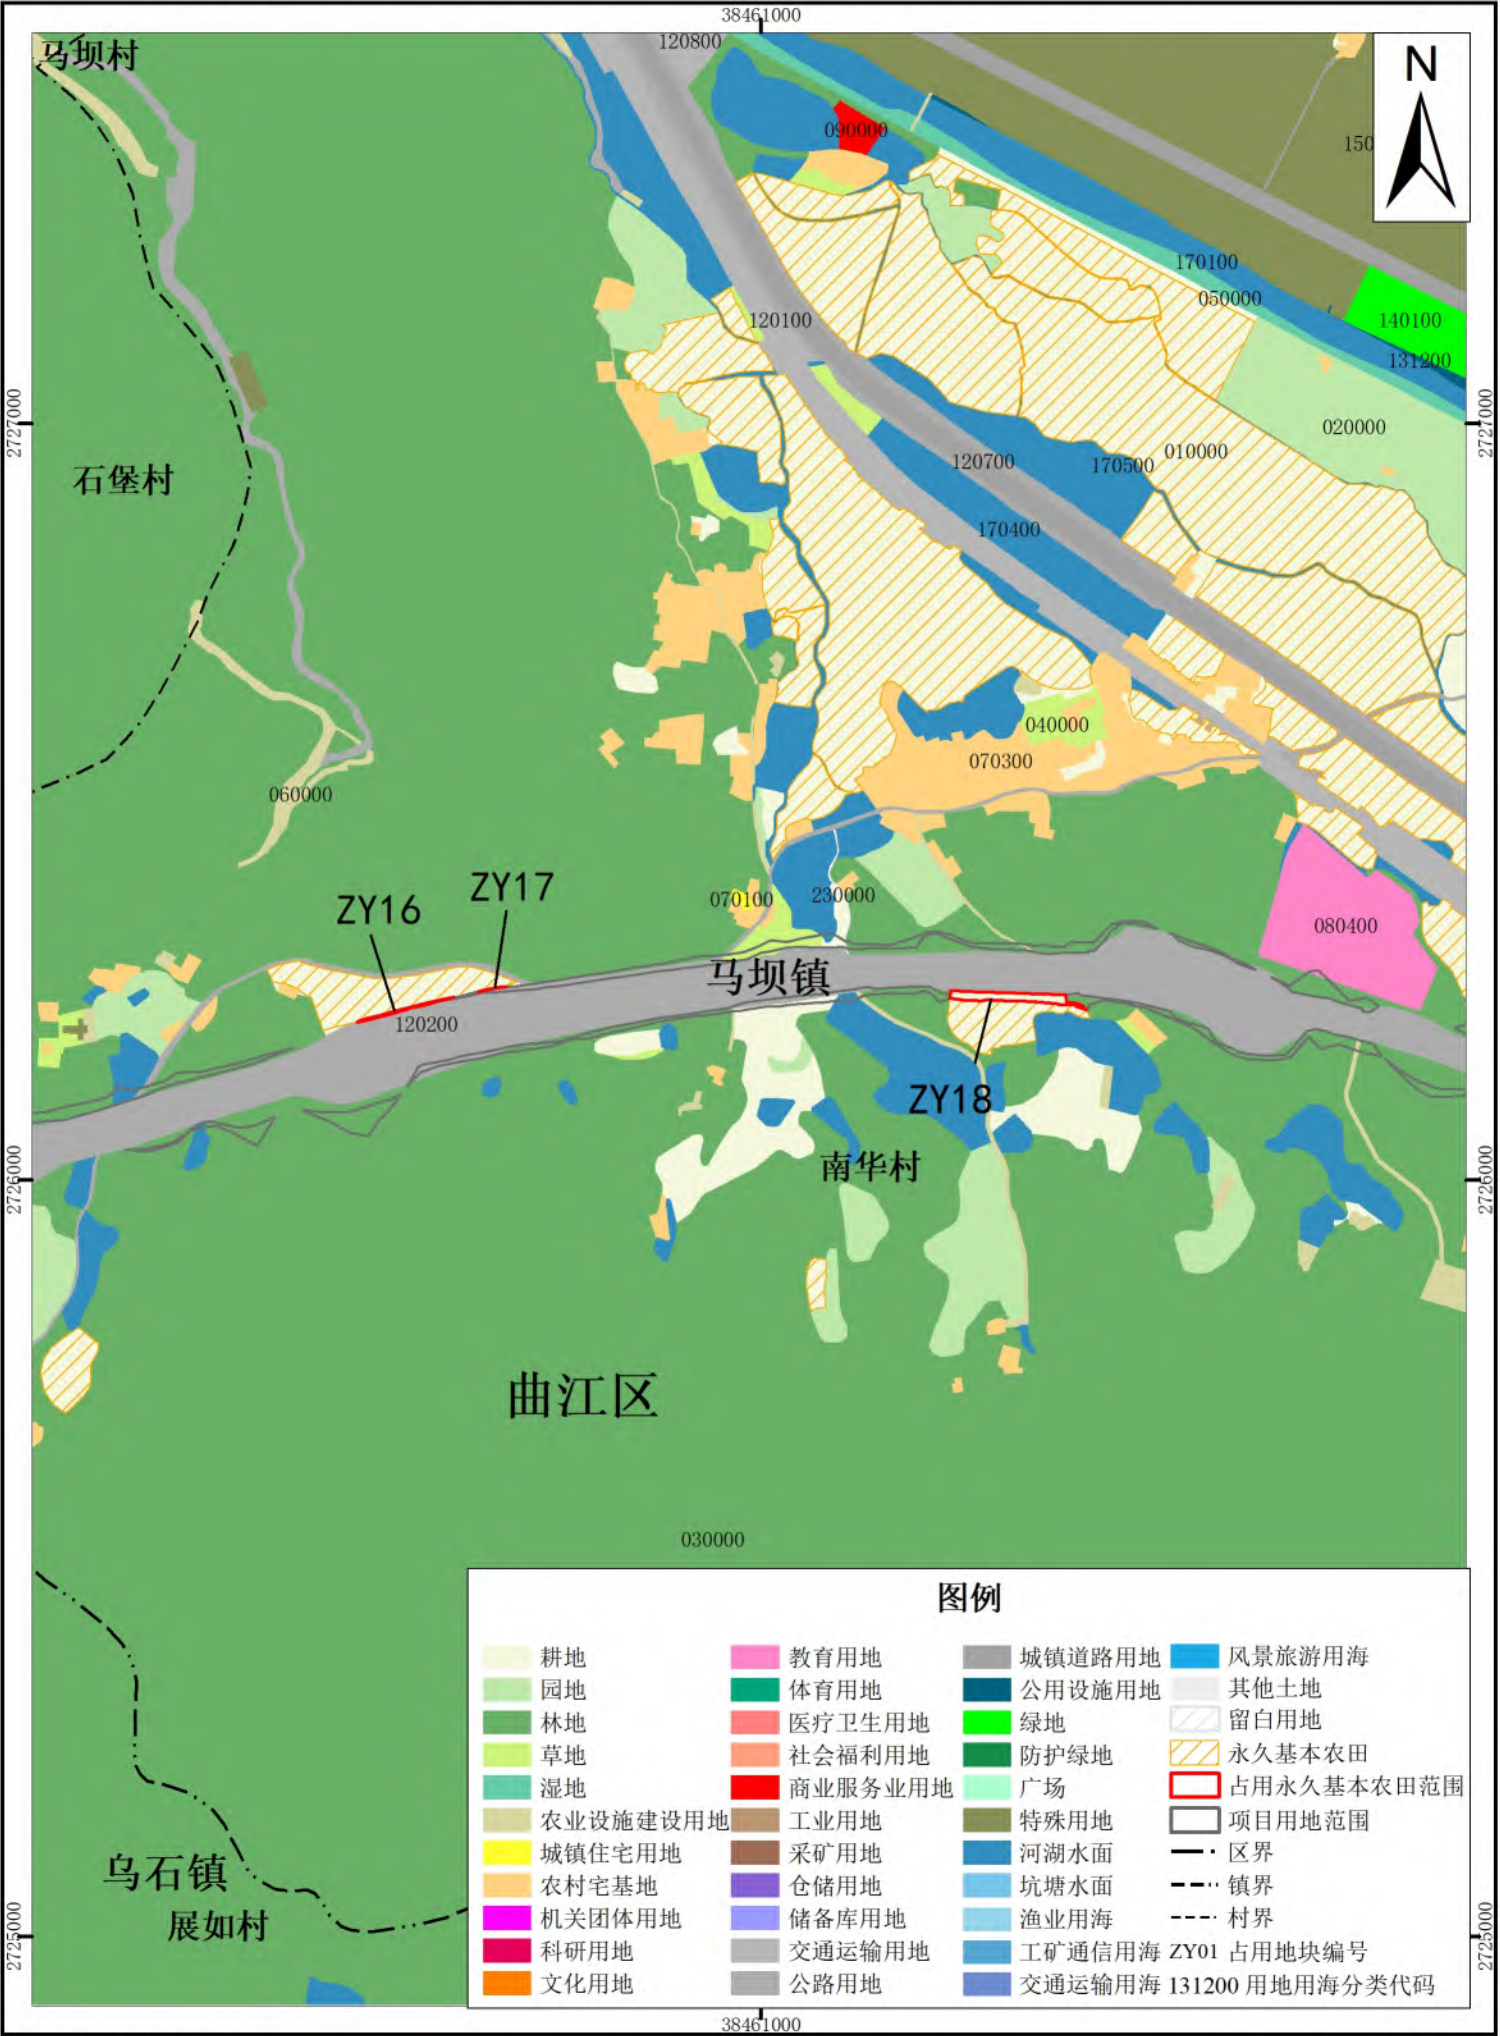 38461000
马坝村
120800
N
090000
150
170100
050000
120100
140100
131200
2727000
2727000
020000
石堡村
120700
170500
010000
170400
040000
070300
060000
ZY16
ZY17
070100
230000
080400
马坝镇
120200
ZY18
南华村
2726000
2726000
曲江区
030000
图例
耕地
教育用地
城镇道路用地
风景旅游用海
园地
体育用地
公用设施用地
其他土地
林地
医疗卫生用地
绿地
留白用地
草地
社会福利用地
防护绿地
永久基本农田
湿地
商业服务业用地
广场
占用永久基本农田范围
农业设施建设用地
工业用地
特殊用地
项目用地范围
城镇住宅用地
采矿用地
河湖水面
区界
农村宅基地
仓储用地
坑塘水面
镇界
机关团体用地
储备库用地
渔业用海
村界
科研用地
交通运输用地
工矿通信用海
ZY01 占用地块编号
文化用地
公路用地
交通运输用海
131200 用地用海分类代码
乌石镇
展如村
2725000
2725000
38461000